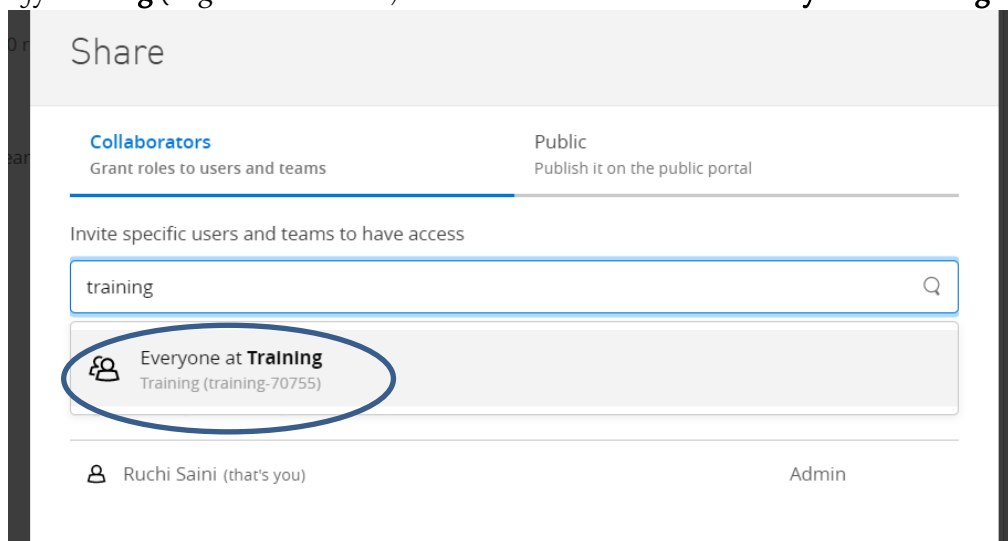 Share
Collaborators
Grant roles to users and teams
Public
Publish it on the public portal
Invite specific users and teams to have access
training
Everyone at Training
Training (training-70755)
Ruchi Saini (that's you)
Admin